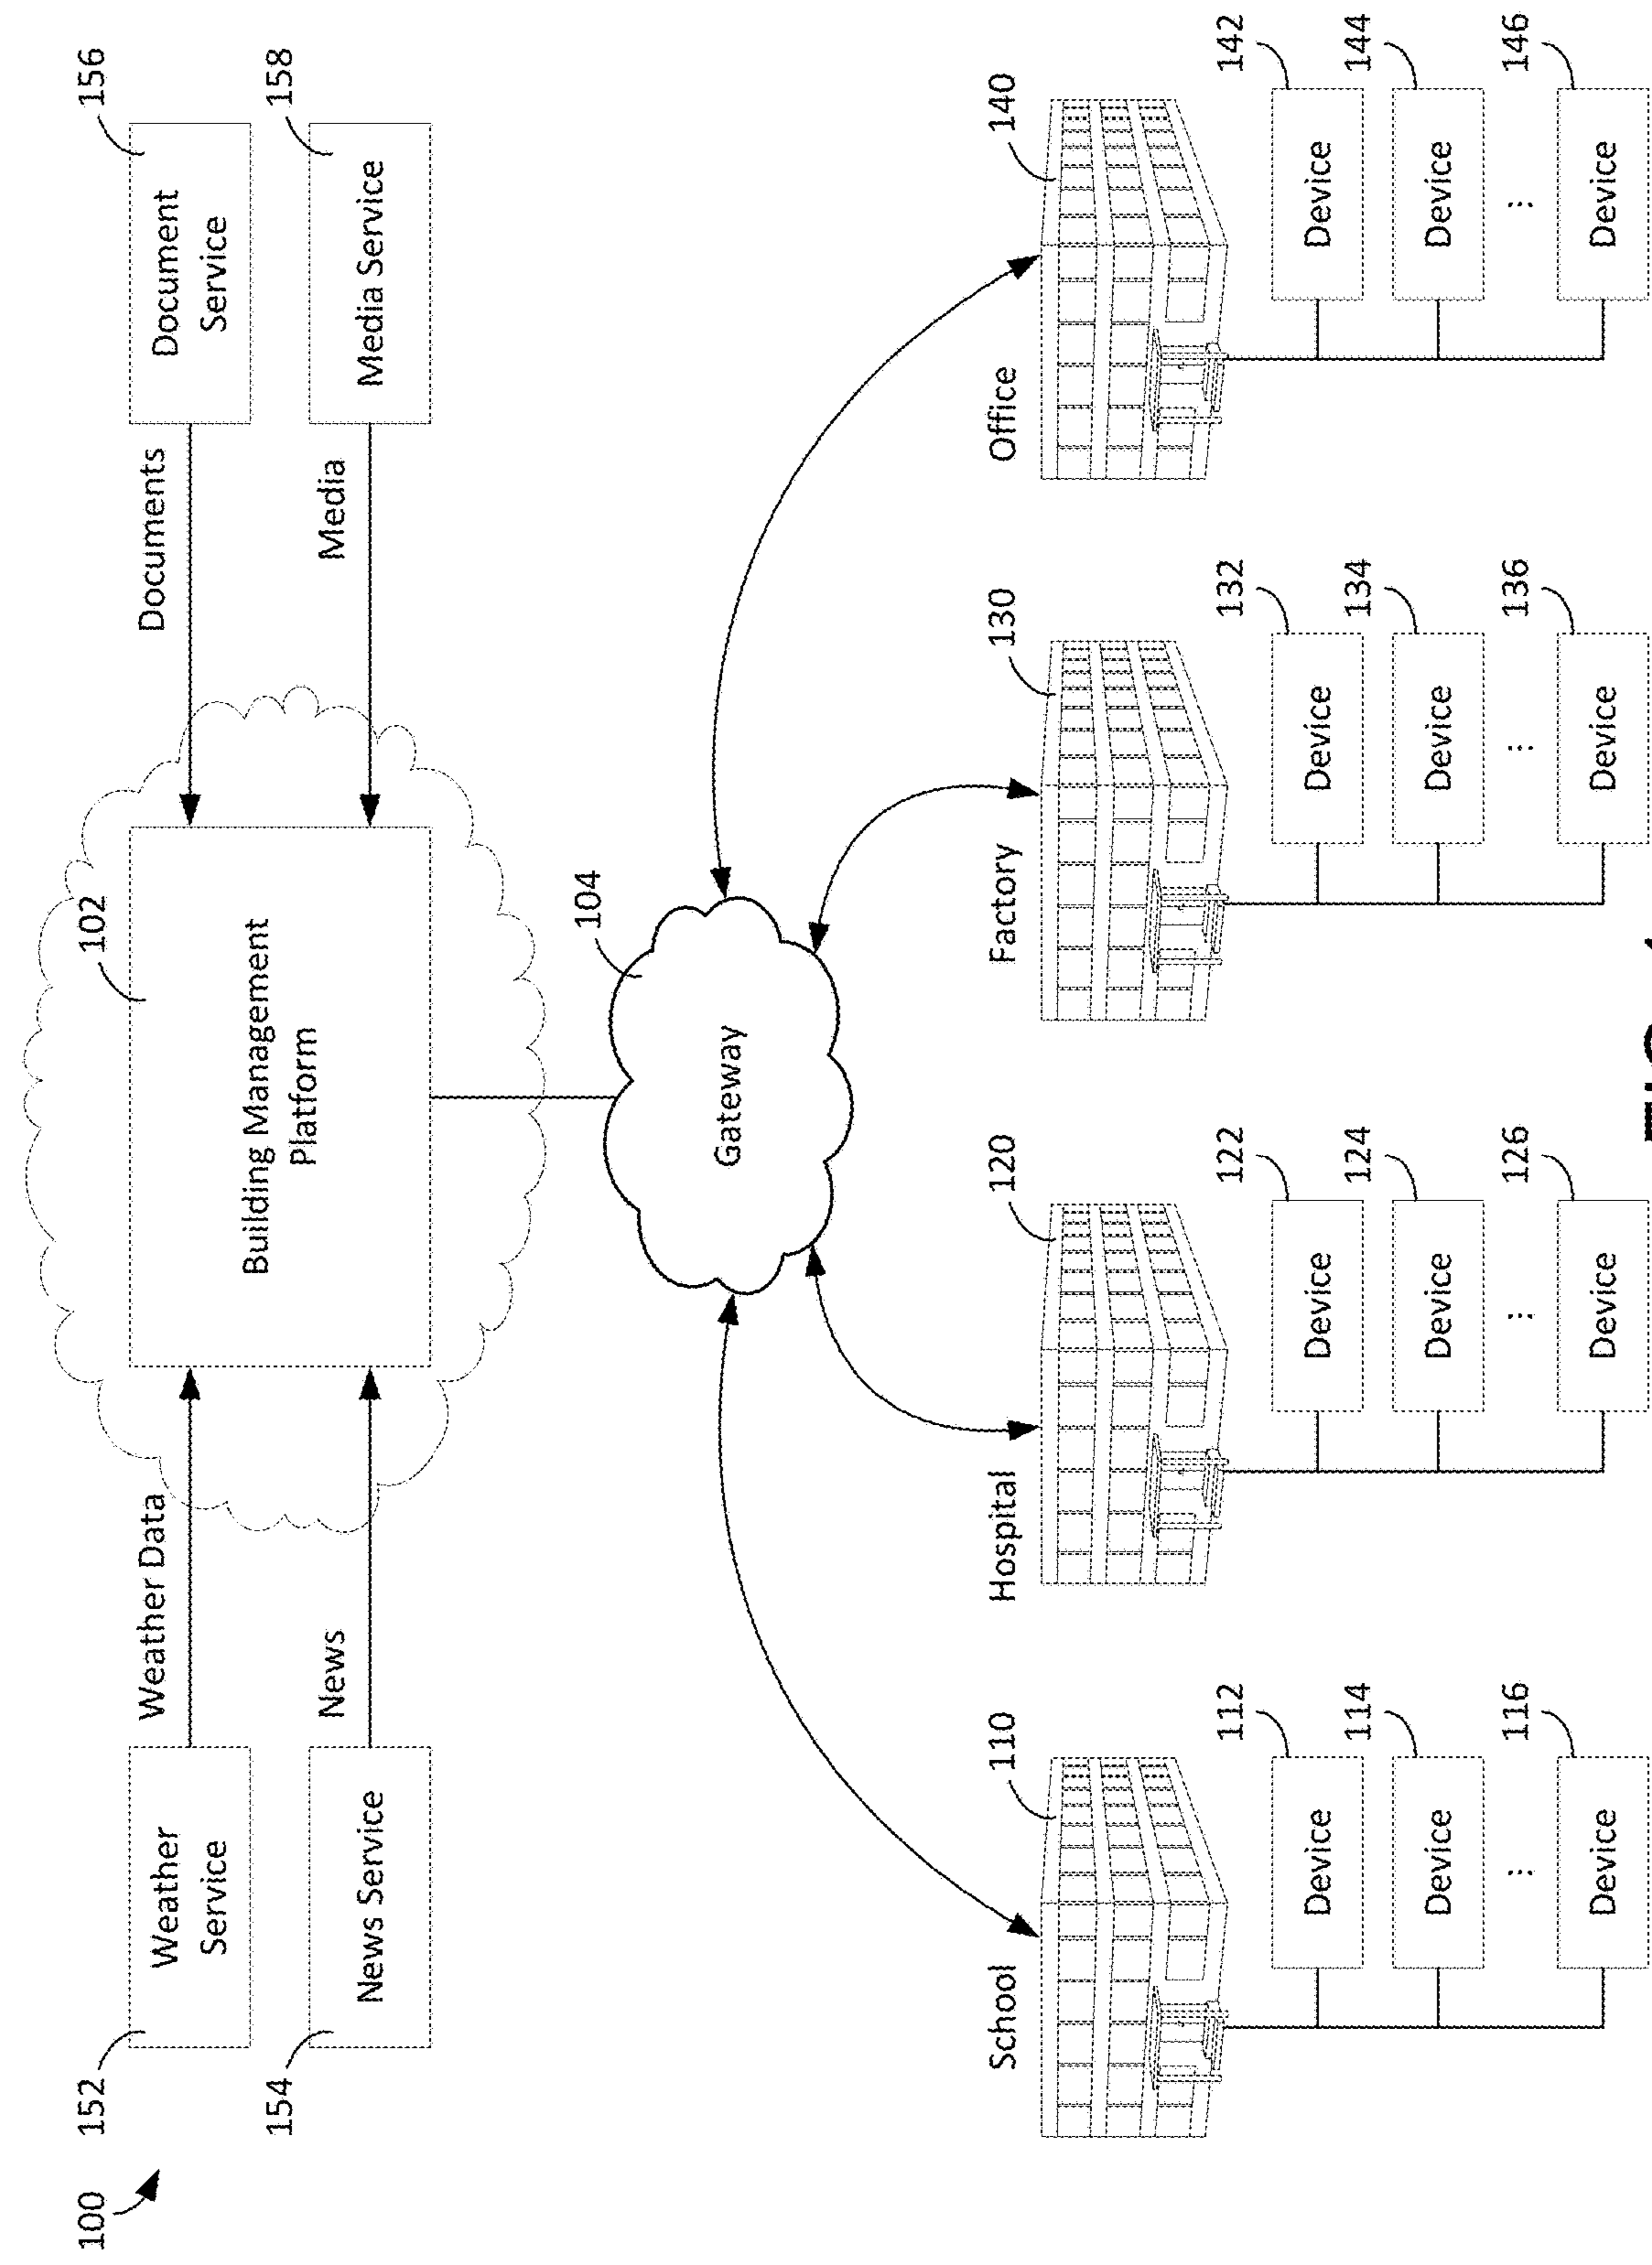 100
152
Weather
Service
Weather Data
154
News Service
News
102
Building Management
Platform
Documents
156
Document
Service
Media
158
Media Service
104
Gateway
School
110
Device
112
Device
114
...
Device
116
Hospital
120
Device
122
Device
124
...
Device
126
Factory
130
Device
132
Device
134
...
Device
136
Office
140
Device
142
Device
144
...
Device
146